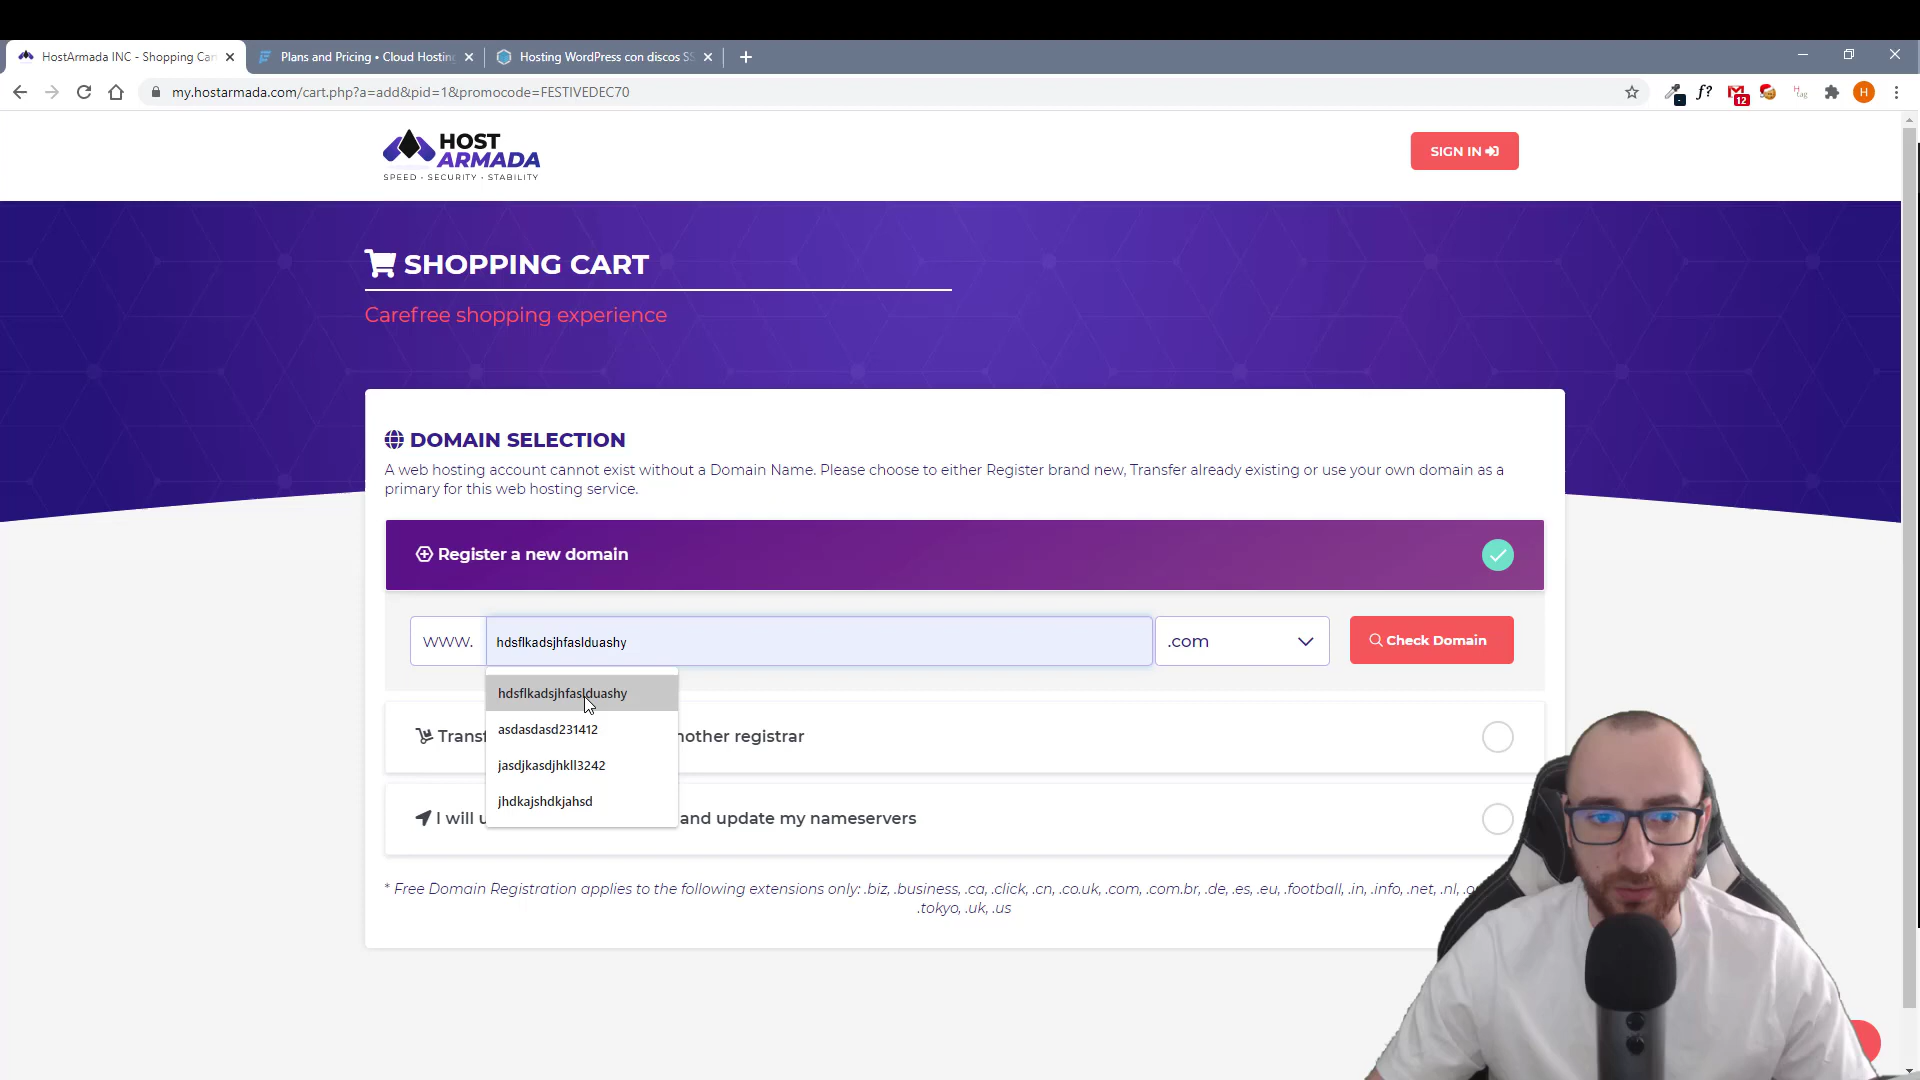 HostArmada INC - Shopping Car
Plans and Pricing • Cloud Hosting
Hosting WordPress con discos SS
my.hostarmada.com/cart.php?a=add&pid=1&promocode=FESTIVEDEC70
f?
12
H
HOST
ARMADA
SPEED • SECURITY • STABILITY
SIGN IN
SHOPPING CART
Carefree shopping experience
DOMAIN SELECTION
A web hosting account cannot exist without a Domain Name. Please choose to either Register brand new, Transfer already existing or use your own domain as a
primary for this web hosting service.
Register a new domain
www.
hdsflkadsjhfaslduashy
.com
Check Domain
hdsflkadsjhfaslduashy
asdasdasd231412
jasdjkasdjhkll3242
jhdkajshdkjahsd
Transf
nother registrar
I will u
and update my nameservers
* Free Domain Registration applies to the following extensions only: .biz, .business, .ca, .click, .cn, .co.uk, .com, .com.br, .de, .es, .eu, .football, .in, .info, .net, .nl,
.tokyo, .uk, .us